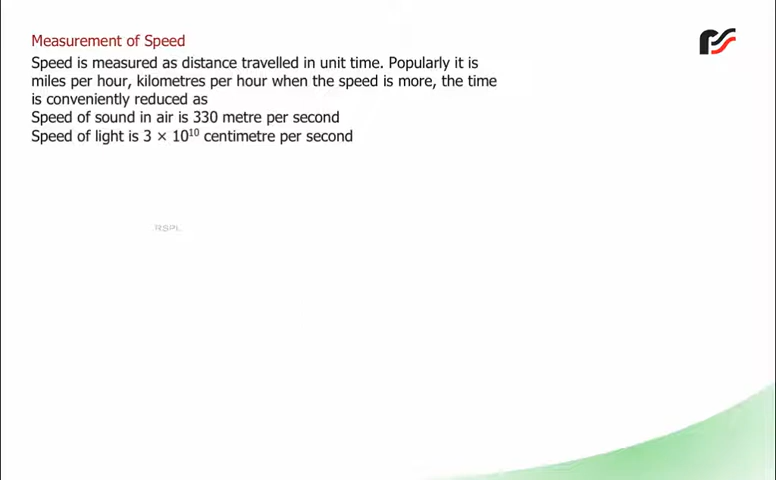 Measurement of Speed
Speed is measured as distance travelled in unit time. Popularly it is
miles per hour, kilometres per hour when the speed is more, the time
is conveniently reduced as
Speed of sound in air is 330 metre per second
Speed of light is 3 × 10¹⁰ centimetre per second
RSPL